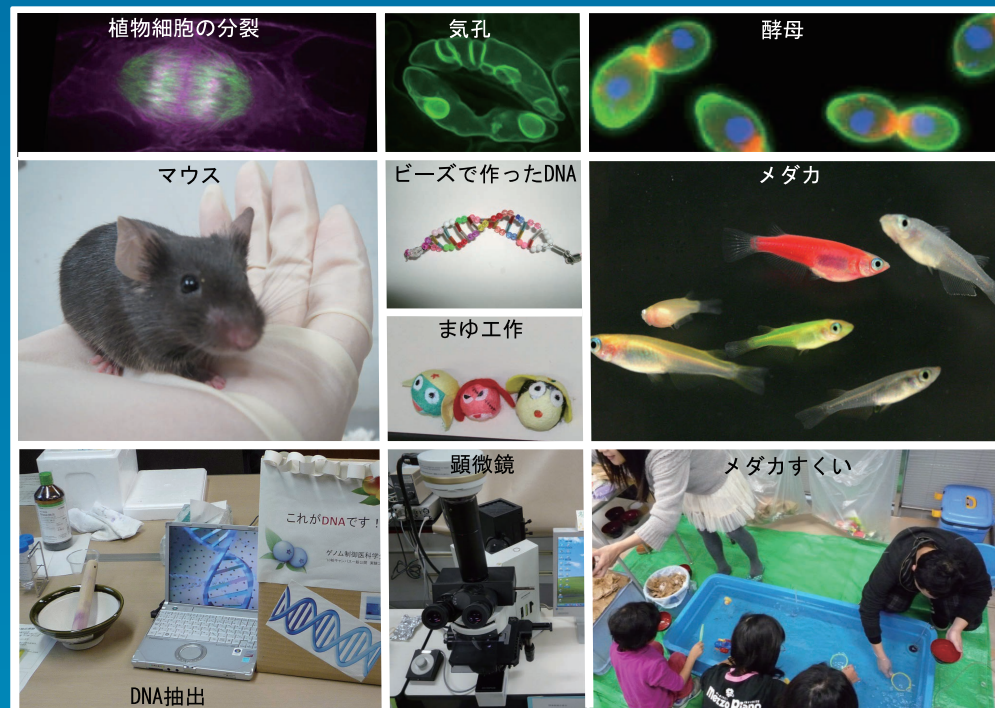 植物細胞の分裂
気孔
酵母
マウス
ビーズで作ったDNA
メダカ
まゆ工作
顕微鏡
メダカすくい
これがDNAです！
ゲノム制御医科学分
DNA抽出